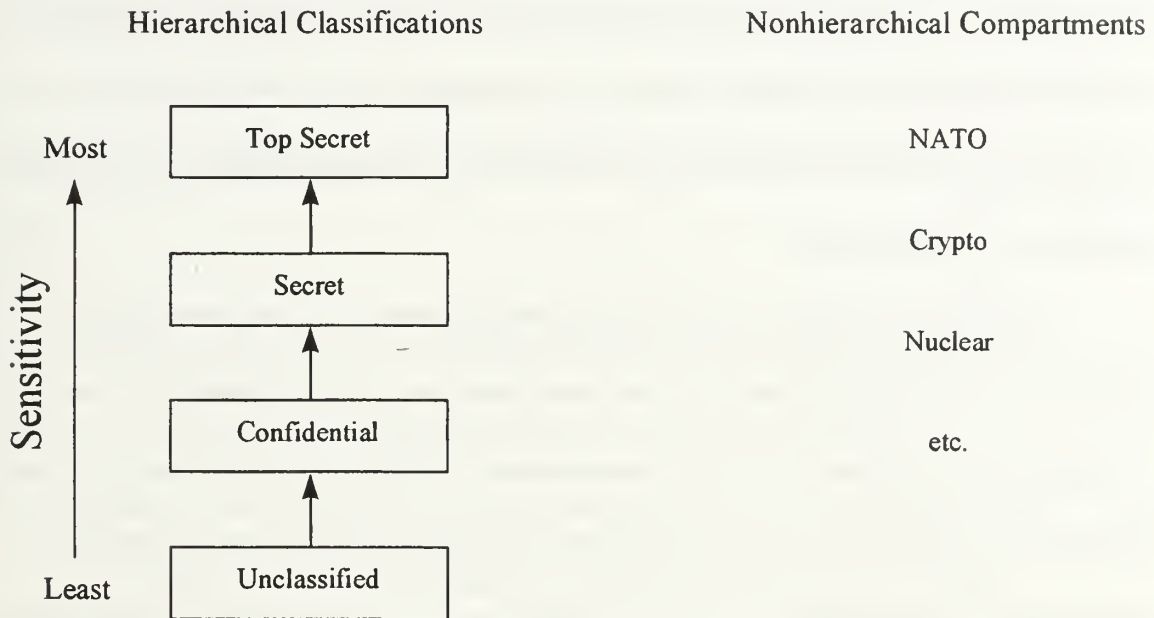 Hierarchical Classifications
Nonhierarchical Compartments
Most
Sensitivity
Least
Top Secret
Secret
Confidential
Unclassified
NATO
Crypto
Nuclear
etc.